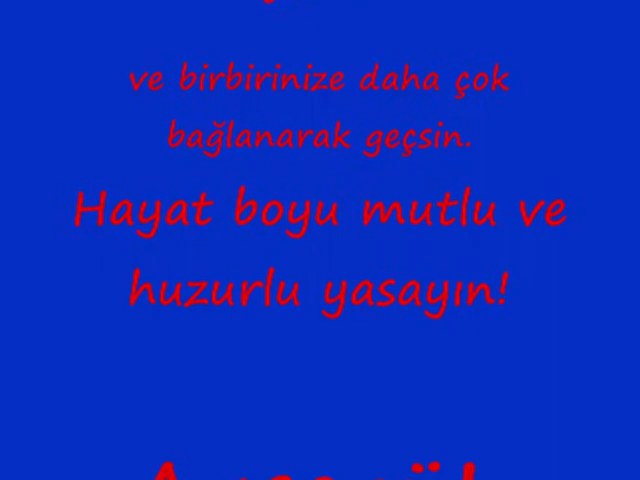 ve birbirinize daha çok
bağlanarak geçsin.
Hayat boyu mutlu ve
huzurlu yasayın!